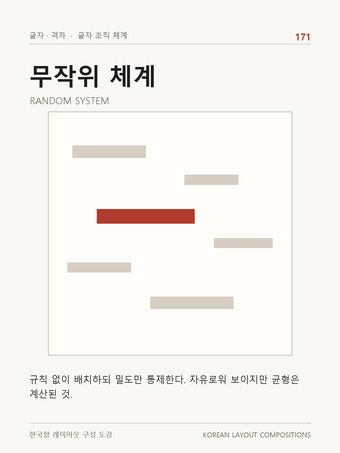 글자 · 격자 · 글자 조직 체계
171
무작위 체계
RANDOM SYSTEM
규칙 없이 배치하되 밀도만 통제한다. 자유로워 보이지만 균형은
계산된 것.
한국형 레이아웃 구성 도감
KOREAN LAYOUT COMPOSITIONS